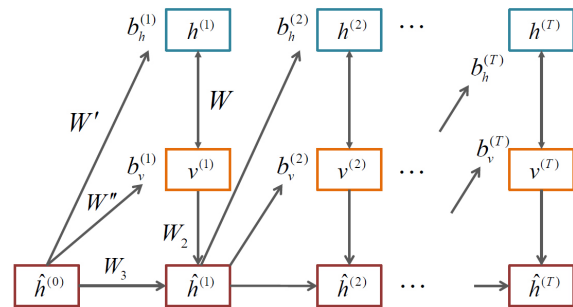 b_h^{(1)} h^{(1)} b_h^{(2)} h^{(2)} ... h^{(T)}
b_h^{(T)}
W' W
b_v^{(1)} v^{(1)} b_v^{(2)} v^{(2)} ... b_v^{(T)} v^{(T)}
W''
W_2
W_3
ĥ^{(0)} ĥ^{(1)} ĥ^{(2)} ... ĥ^{(T)}